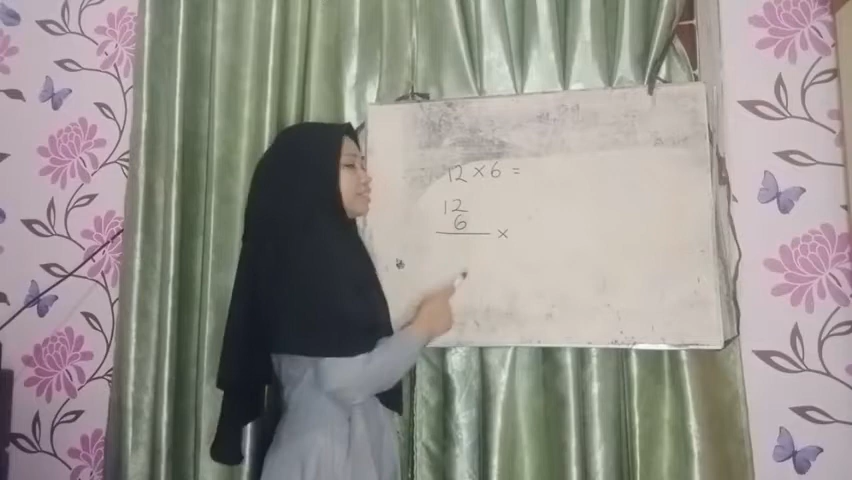 12 × 6 =
12
6
×